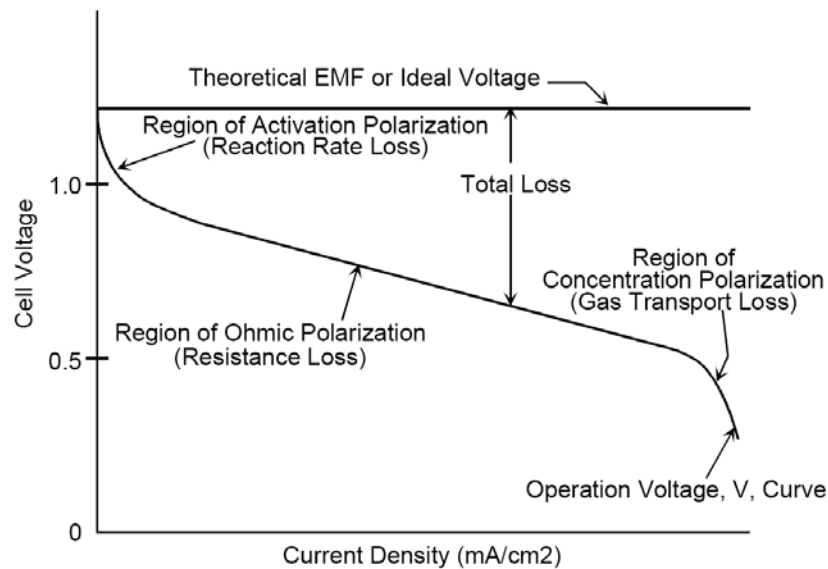 Theoretical EMF or Ideal Voltage
Region of Activation Polarization
(Reaction Rate Loss)
Total Loss
1.0
Cell Voltage
Region of
Concentration Polarization
(Gas Transport Loss)
Region of Ohmic Polarization
(Resistance Loss)
0.5
Operation Voltage, V, Curve
0
Current Density (mA/cm2)